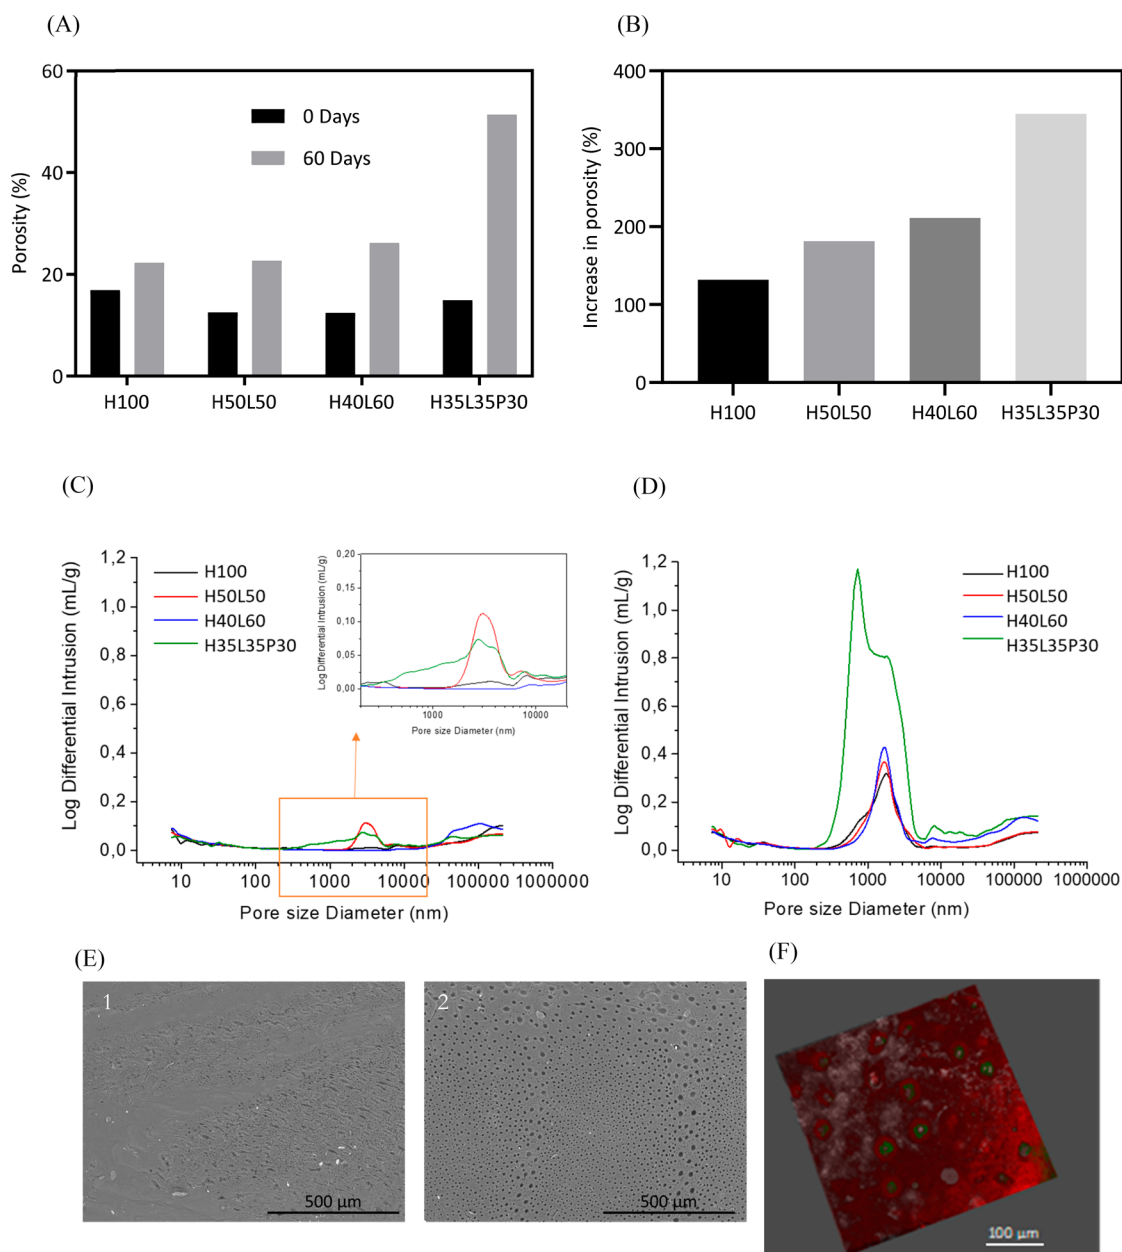 (A)
(B)
60
40
20
0
Porosity (%)
0 Days
60 Days
H100
H50L50
H40L60
H35L35P30
400
300
200
100
0
Increase in porosity (%)
H100
H50L50
H40L60
H35L35P30
(C)
(D)
1,2
1,0
0,8
0,6
0,4
0,2
0,0
Log Differential Intrusion (mL/g)
H100
H50L50
H40L60
H35L35P30
10
100
1000
10000
100000
1000000
Pore size Diameter (nm)
0,20
0,15
0,10
0,05
0,00
Log Differential Intrusion (mL/g)
1000
10000
Pore size Diameter (nm)
1,2
1,0
0,8
0,6
0,4
0,2
0,0
Log Differential Intrusion (mL/g)
H100
H50L50
H40L60
H35L35P30
10
100
1000
10000
100000
1000000
Pore size Diameter (nm)
(E)
(F)
1
500 µm
2
500 µm
100 µm